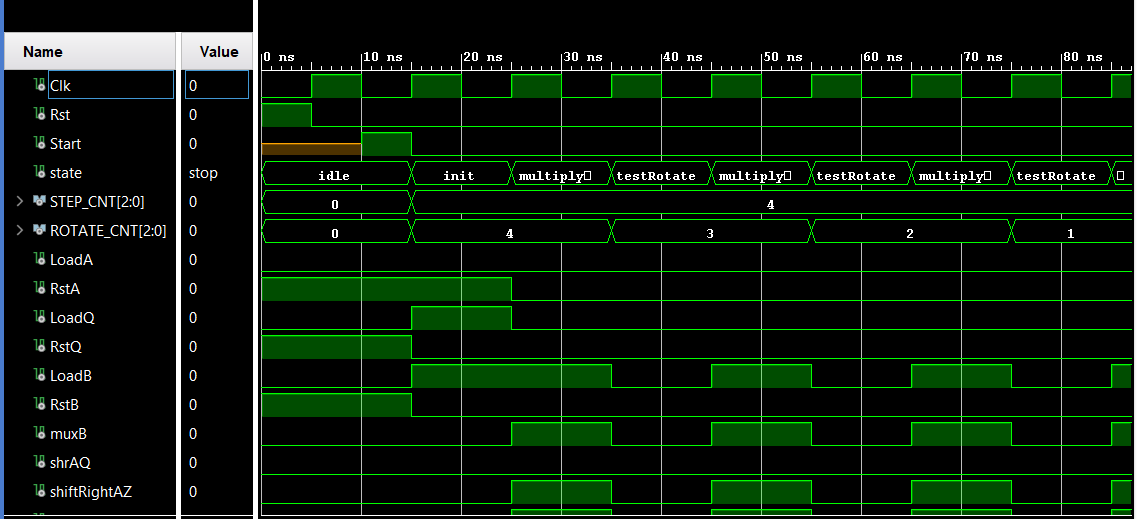 Name Value
0 ns 10 ns 20 ns 30 ns 40 ns 50 ns 60 ns 70 ns 80 ns
Clk 0
Rst 0
Start 0
state stop idle init multiply testRotate multiply testRotate multiply testRotate
STEP_CNT[2:0] 0 0 4
ROTATE_CNT[2:0] 0 0 4 3 2 1
LoadA 0
RstA 0
LoadQ 0
RstQ 0
LoadB 0
RstB 0
muxB 0
shrAQ 0
shiftRightAZ 0